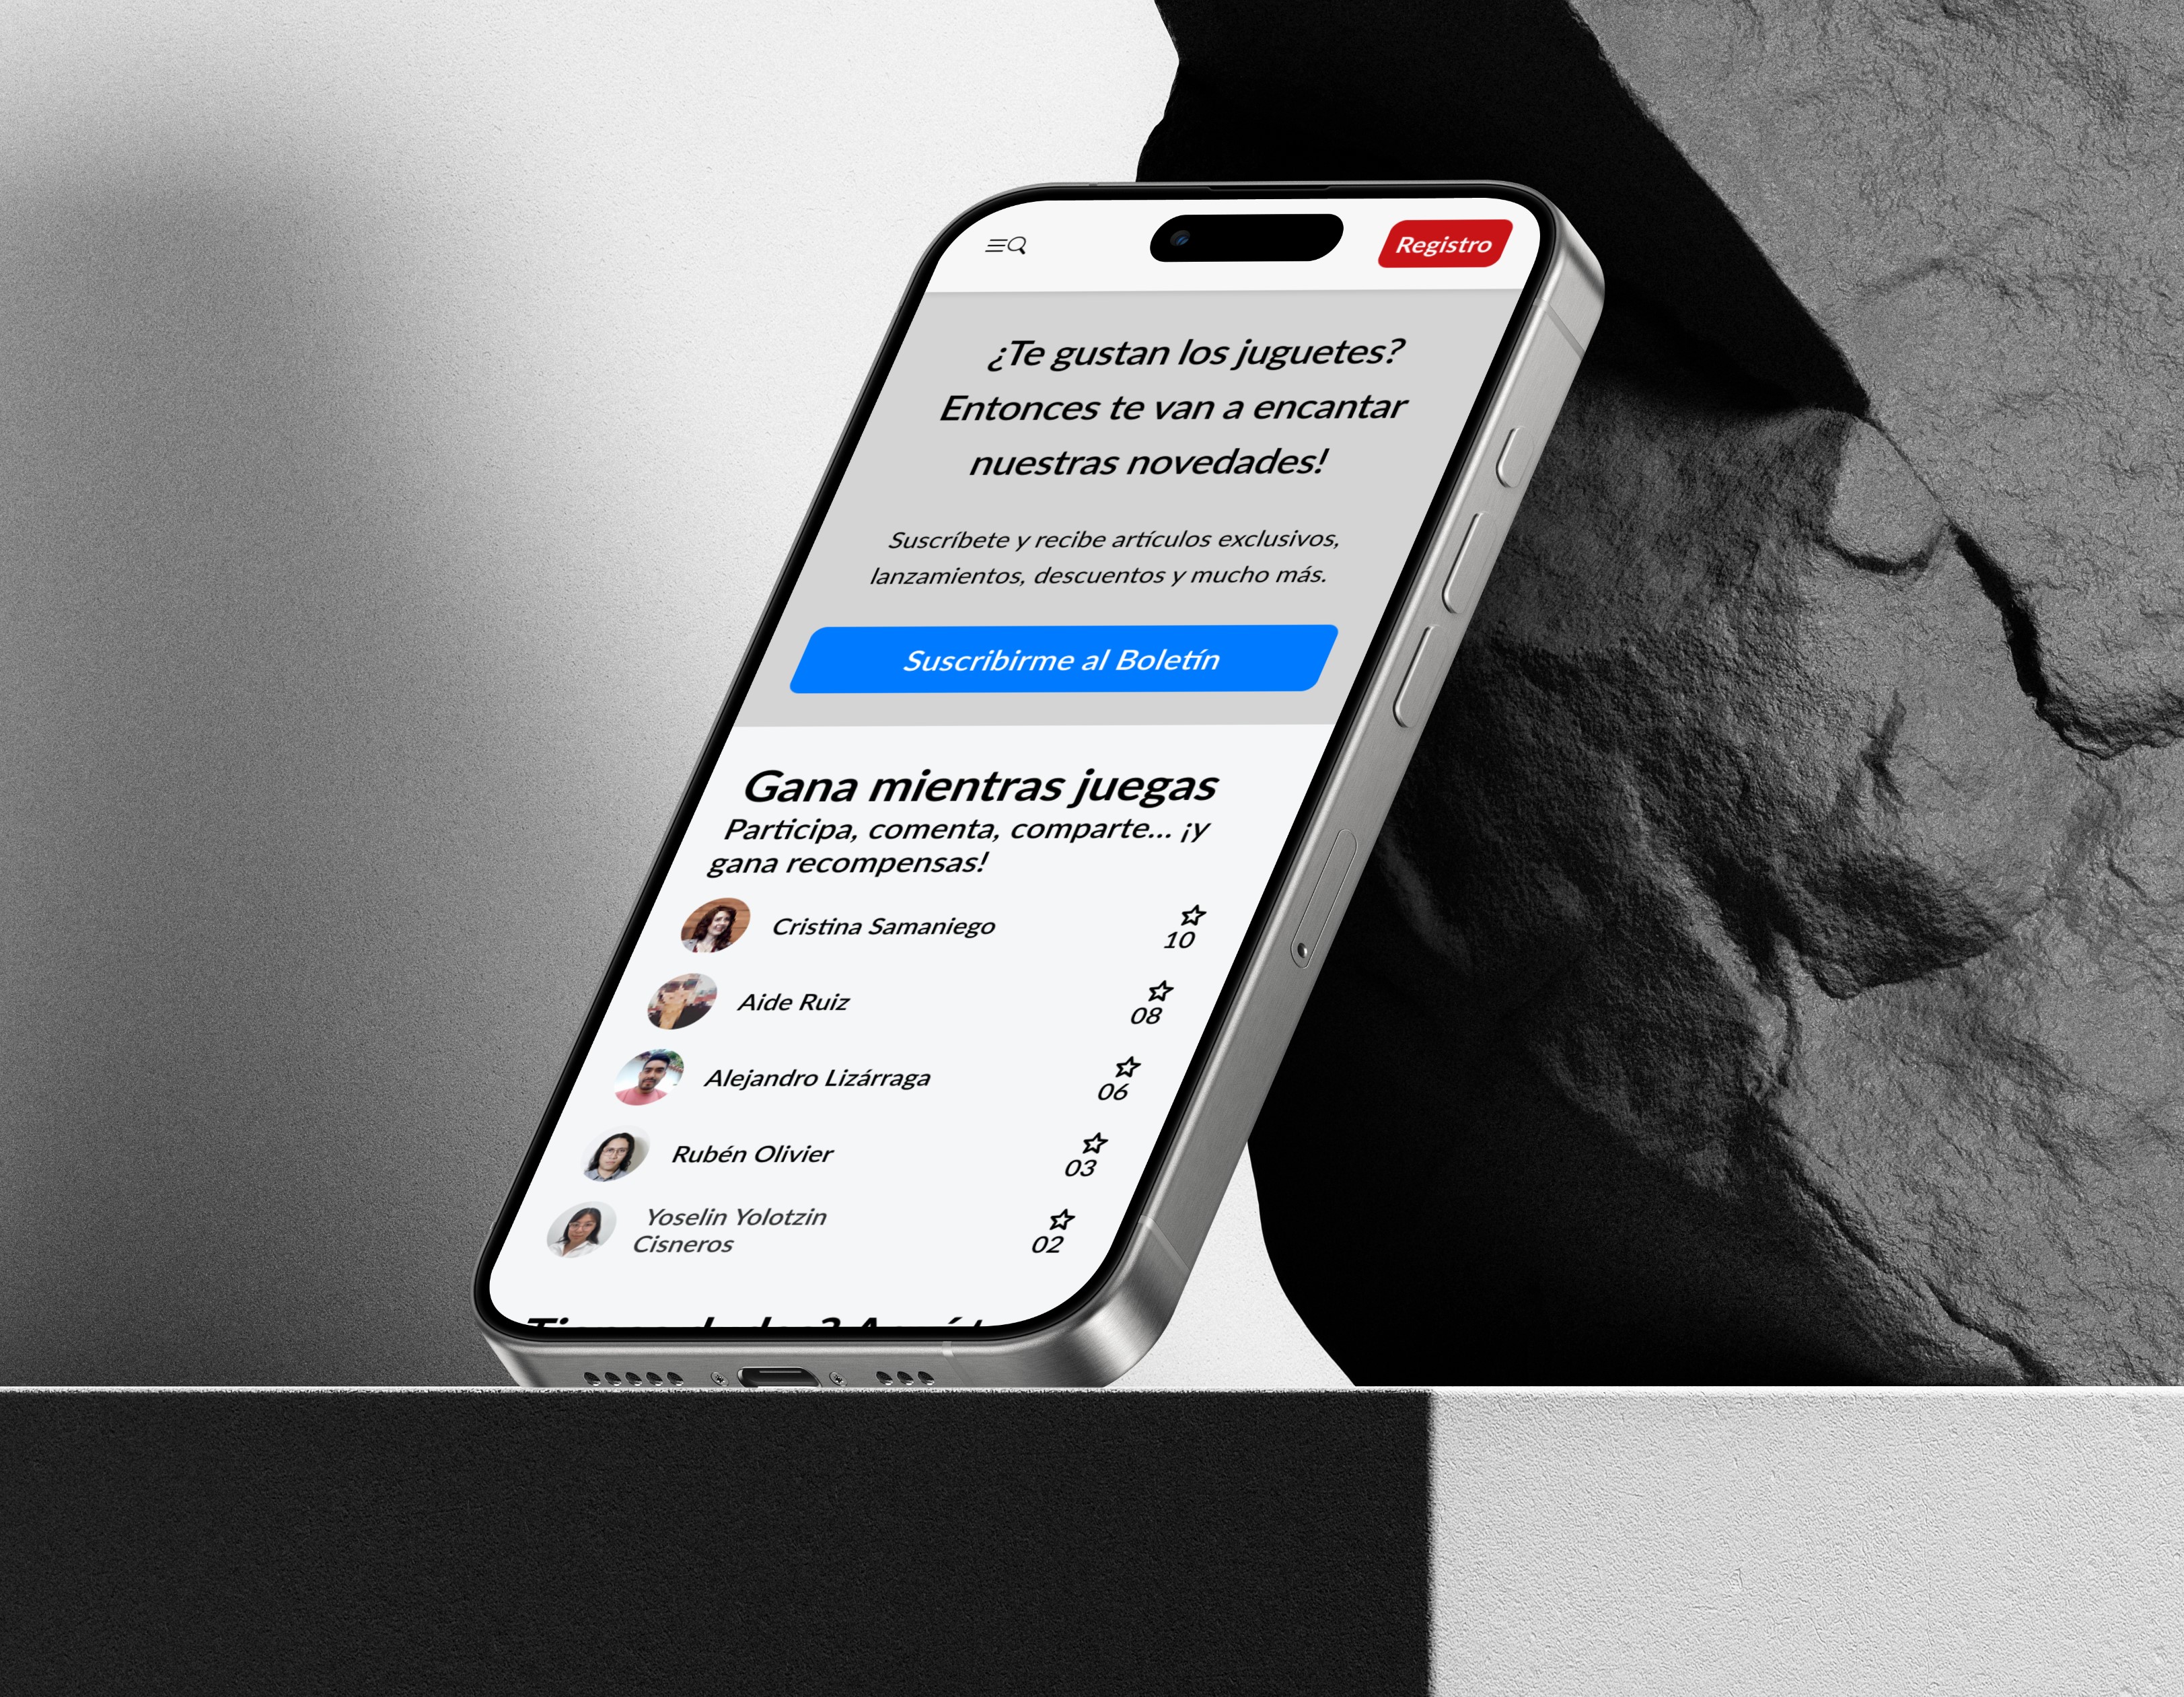 Registro
¿Te gustan los juguetes?
Entonces te van a encantar
nuestras novedades!
Suscríbete y recibe artículos exclusivos,
lanzamientos, descuentos y mucho más.
Suscribirme al Boletín
Gana mientras juegas
Participa, comenta, comparte... ¡y
gana recompensas!
Cristina Samaniego
10
Aide Ruiz
08
Alejandro Lizárraga
06
Rubén Olivier
03
Yoselin Yolotzin
Cisneros
02